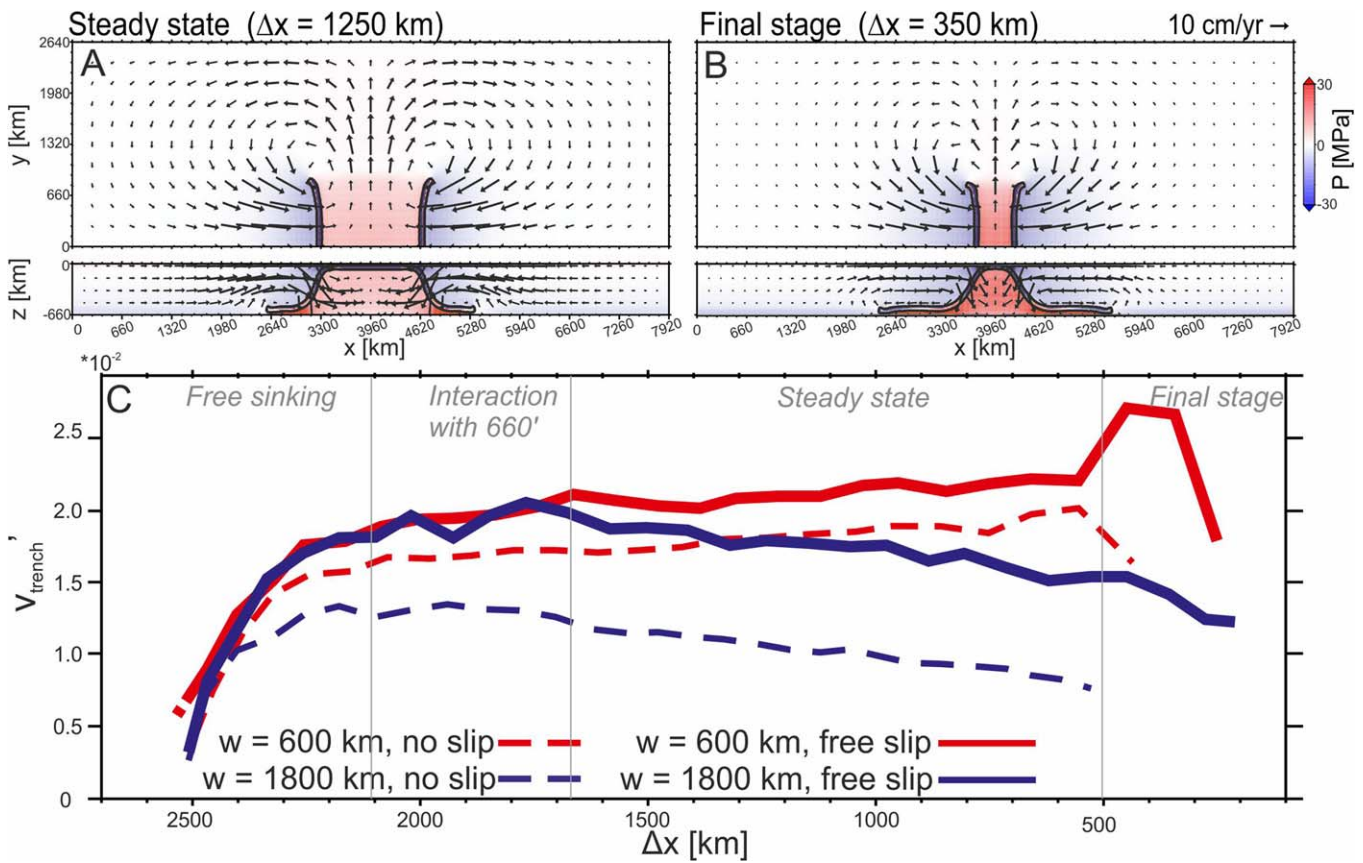 Steady state (Δx = 1250 km)
Final stage (Δx = 350 km)
10 cm/yr →
A
B
2640
1980
1320
660
0
y [km]
30
0
-30
P [MPa]
0
-660
z [km]
0 660 1320 1980 2640 3300 3960 4620 5280 5940 6600 7260 7920
0 660 1320 1980 2640 3300 3960 4620 5280 5940 6600 7260 7920
x [km]
x [km]
*10-2
C
Free sinking
Interaction
with 660'
Steady state
Final stage
2.5
2.0
1.5
1.0
0.5
0
vtrench'
w = 600 km, no slip
w = 600 km, free slip
w = 1800 km, no slip
w = 1800 km, free slip
2500 2000 1500 1000 500
Δx [km]